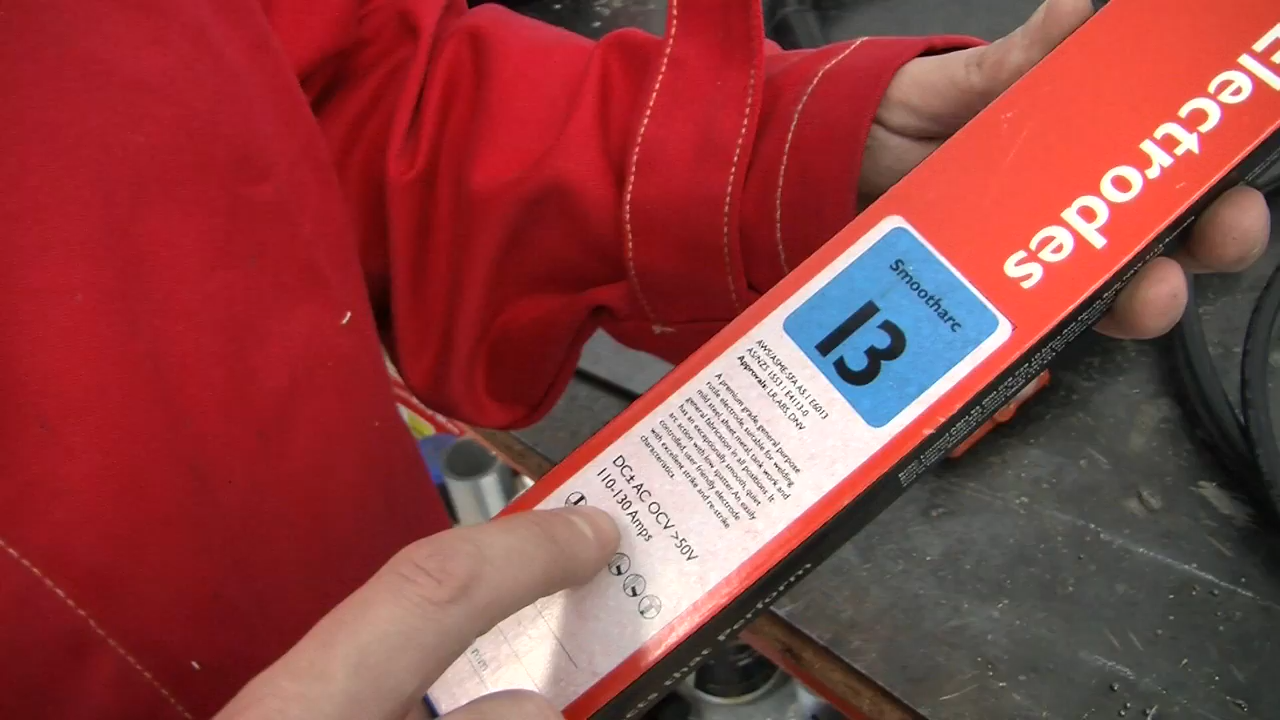 Electrodes
Smootharc
13
AWS/ASME-SFA A5.1 E6013
AS/NZS 1553.1 E4113-0
Approvals: LR, ABS, DNV
A premium grade, general purpose
rutile electrode, suitable for welding
mild steel, sheet metal, tank work and
general fabrication in all positions. It
has an exceptionally smooth, quiet
arc action with low spatter. An easily
controlled user friendly electrode
with excellent strike and re-strike
characteristics.
DC± AC OCV >50V
110-130 Amps
mm